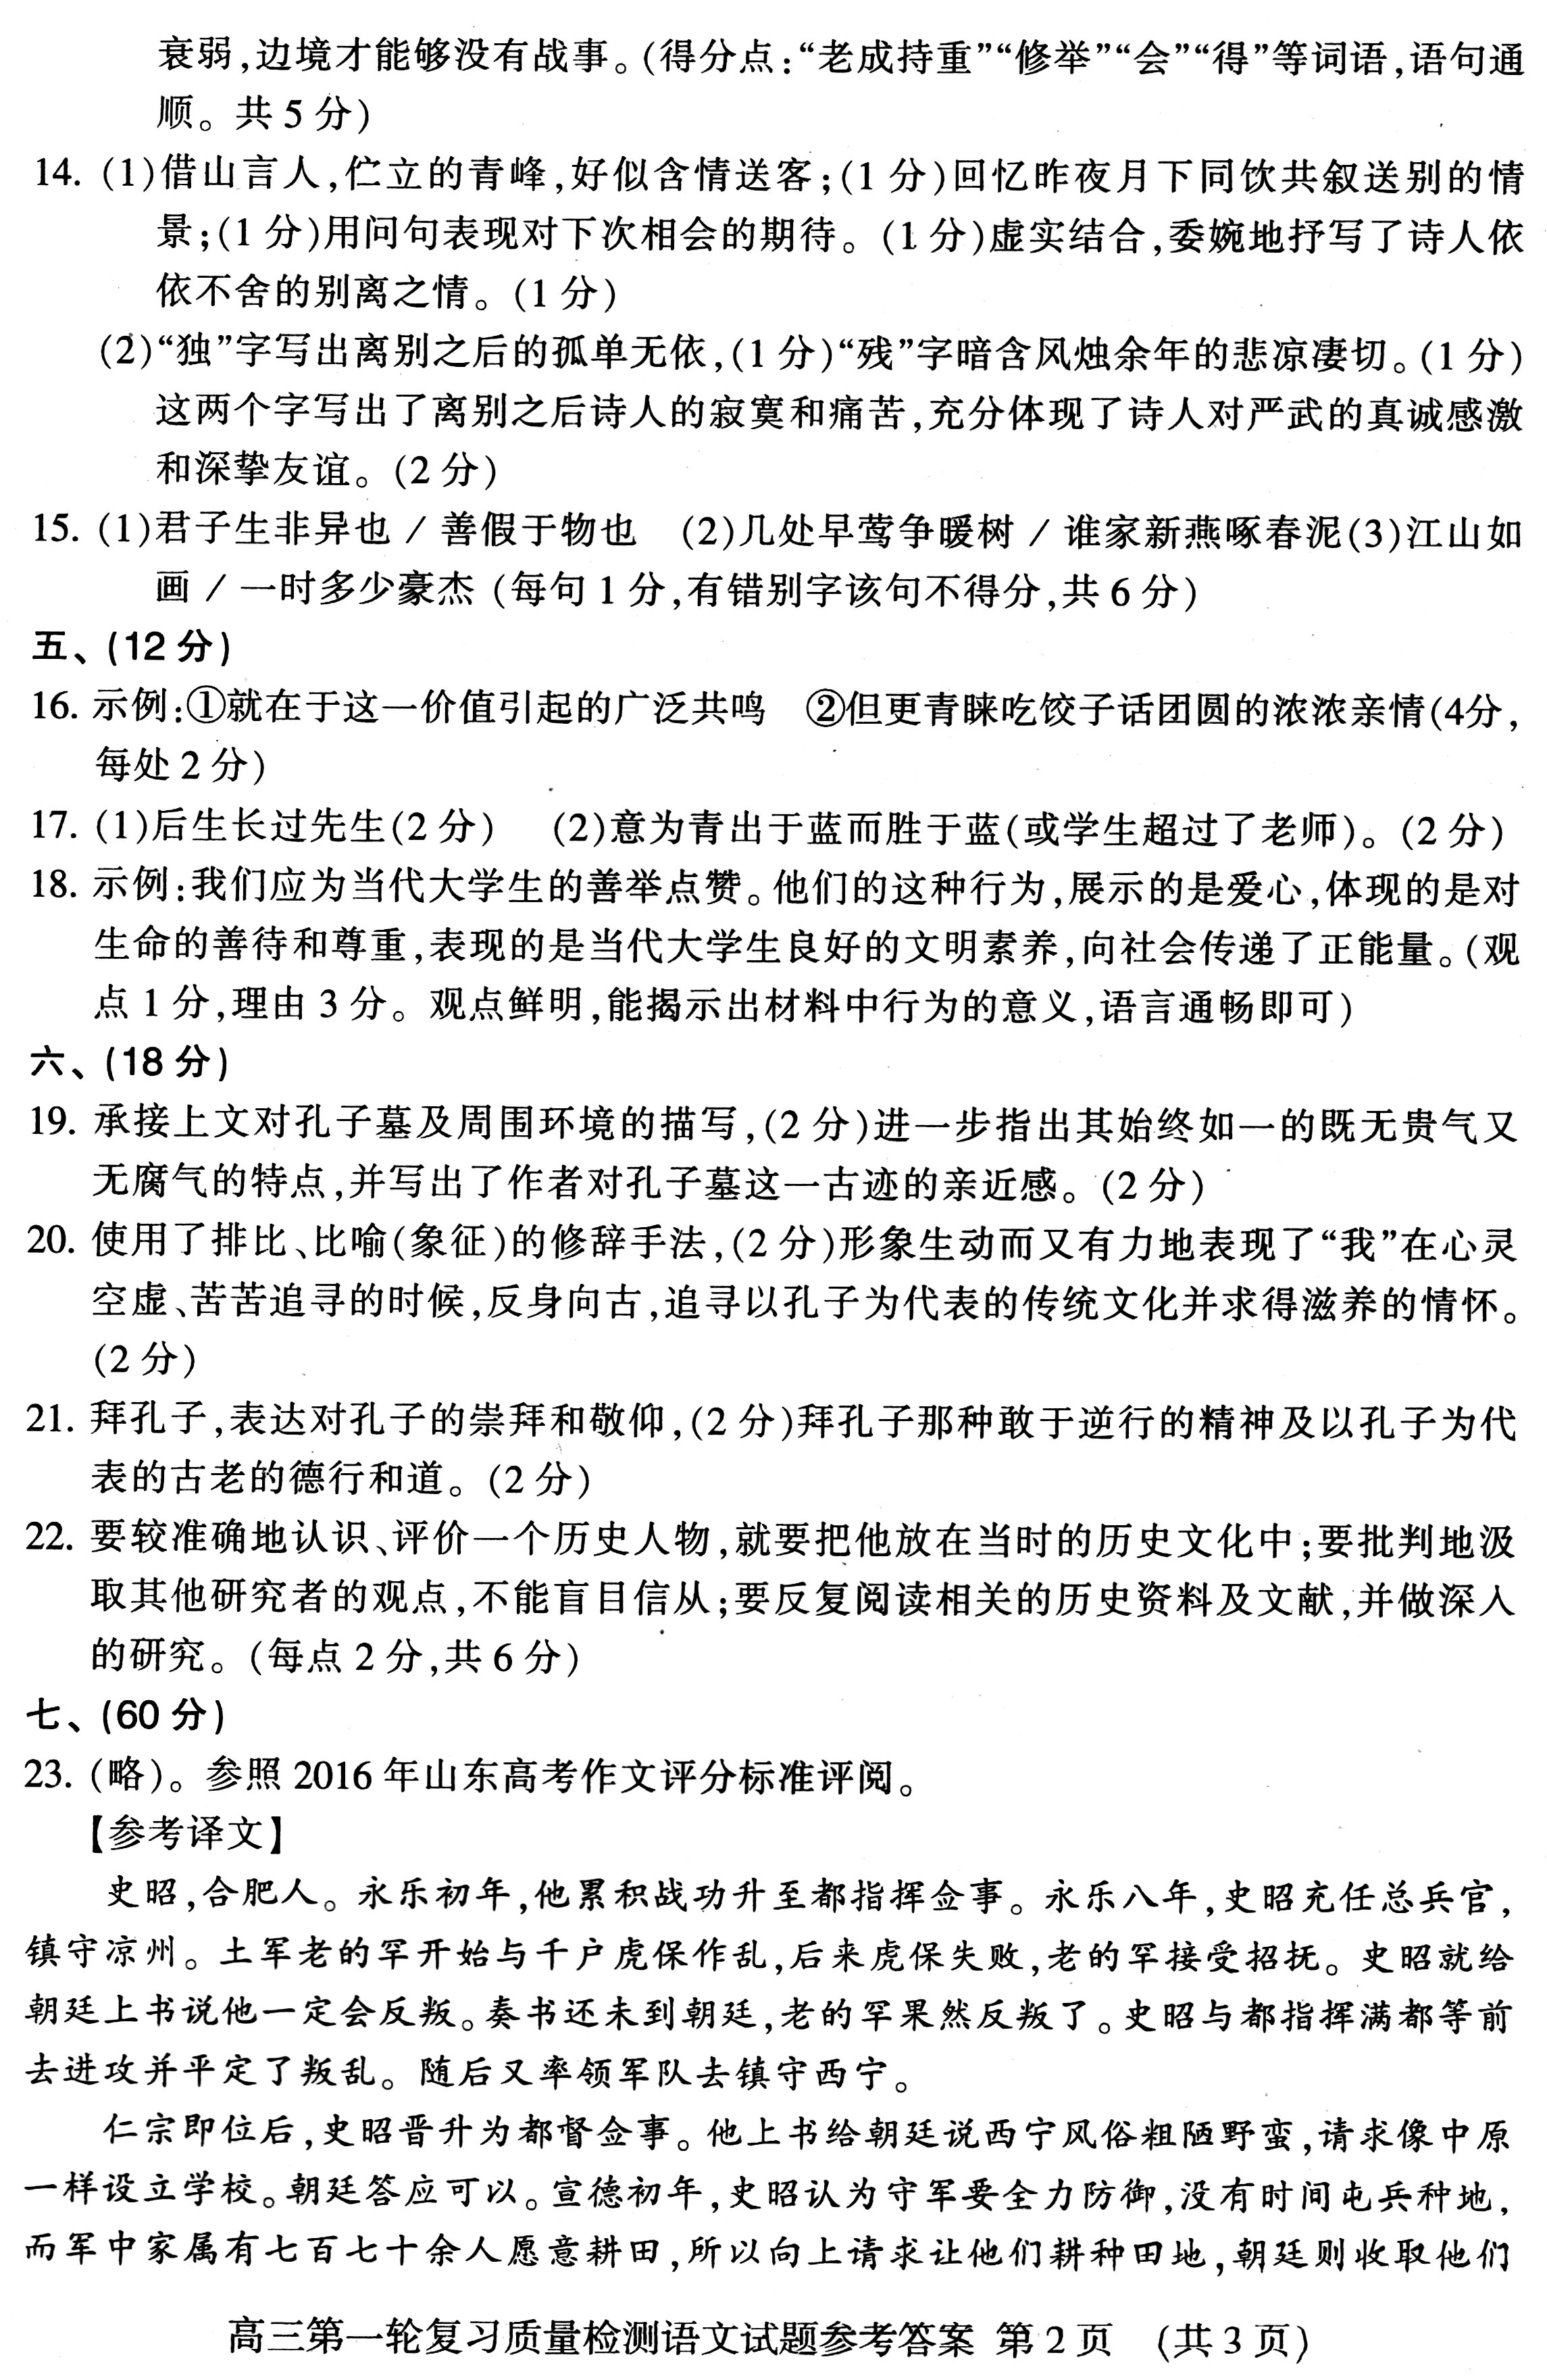 衰弱,边境才能够没有战事。(得分点:“老成持重”“修举”“会”“得”等词语,语句通
顺。共 5 分)
14. (1)借山言人,伫立的青峰,好似含情送客;(1 分)回忆昨夜月下同饮共叙送别的情
景;(1 分)用问句表现对下次相会的期待。(1 分)虚实结合,委婉地抒写了诗人依
依不舍的别离之情。(1 分)
(2)“独”字写出离别之后的孤单无依,(1 分)“残”字暗含风烛余年的悲凉凄切。(1 分)
这两个字写出了离别之后诗人的寂寞和痛苦,充分体现了诗人对严武的真诚感激
和深挚友谊。(2 分)
15. (1)君子生非异也 / 善假于物也 (2)几处早莺争暖树 / 谁家新燕啄春泥(3)江山如
画 / 一时多少豪杰 (每句 1 分,有错别字该句不得分,共 6 分)
五、(12 分)
16. 示例:①就在于这一价值引起的广泛共鸣 ②但更青睐吃饺子话团圆的浓浓亲情(4分,
每处 2 分)
17. (1)后生长过先生(2 分) (2)意为青出于蓝而胜于蓝(或学生超过了老师)。(2 分)
18. 示例:我们应为当代大学生的善举点赞。他们的这种行为,展示的是爱心,体现的是对
生命的善待和尊重,表现的是当代大学生良好的文明素养,向社会传递了正能量。(观
点 1 分,理由 3 分。观点鲜明,能揭示出材料中行为的意义,语言通畅即可)
六、(18 分)
19. 承接上文对孔子墓及周围环境的描写,(2 分)进一步指出其始终如一的既无贵气又
无腐气的特点,并写出了作者对孔子墓这一古迹的亲近感。(2 分)
20. 使用了排比、比喻(象征)的修辞手法,(2 分)形象生动而又有力地表现了“我”在心灵
空虚、苦苦追寻的时候,反身向古,追寻以孔子为代表的传统文化并求得滋养的情怀。
(2 分)
21. 拜孔子,表达对孔子的崇拜和敬仰,(2 分)拜孔子那种敢于逆行的精神及以孔子为代
表的古老的德行和道。(2 分)
22. 要较准确地认识、评价一个历史人物,就要把他放在当时的历史文化中;要批判地汲
取其他研究者的观点,不能盲目信从;要反复阅读相关的历史资料及文献,并做深入
的研究。(每点 2 分,共 6 分)
七、(60 分)
23. (略)。参照 2016 年山东高考作文评分标准评阅。
【参考译文】
史昭,合肥人。永乐初年,他累积战功升至都指挥佥事。永乐八年,史昭充任总兵官,
镇守凉州。土军老的罕开始与千户虎保作乱,后来虎保失败,老的罕接受招抚。史昭就给
朝廷上书说他一定会反叛。奏书还未到朝廷,老的罕果然反叛了。史昭与都指挥满都等前
去进攻并平定了叛乱。随后又率领军队去镇守西宁。
仁宗即位后,史昭晋升为都督佥事。他上书给朝廷说西宁风俗粗陋野蛮,请求像中原
一样设立学校。朝廷答应可以。宣德初年,史昭认为守军要全力防御,没有时间屯兵种地,
而军中家属有七百七十余人愿意耕田,所以向上请求让他们耕种田地,朝廷则收取他们
高三第一轮复习质量检测语文试题参考答案 第 2 页 (共 3 页)